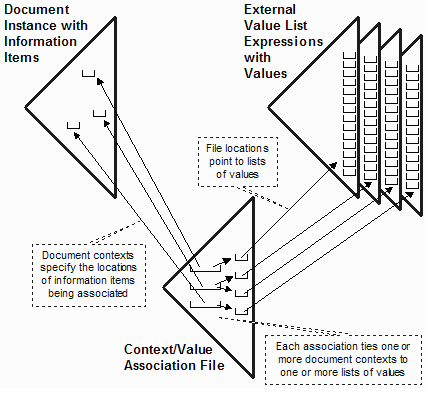 Document
Instance with
Information
Items
External
Value List
Expressions
with
Values
File locations
point to lists
of values
Document contexts
specify the locations
of information items
being associated
Context/Value
Association File
Each association ties one or
more document contexts to
one or more lists of values